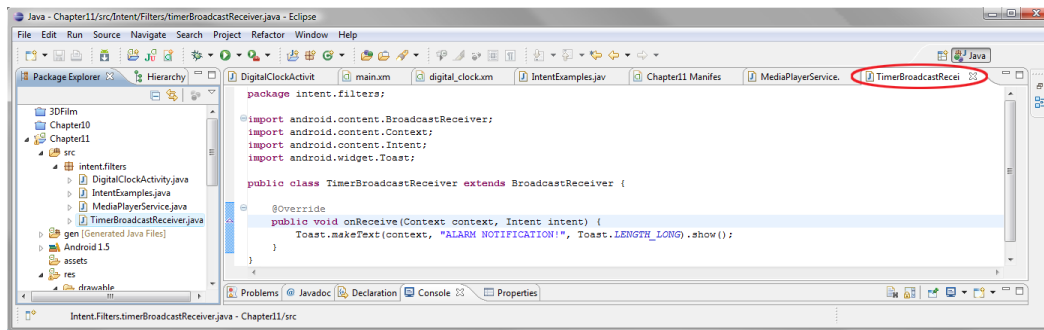 Java - Chapter11/src/Intent/Filters/timerBroadcastReceiver.java - Eclipse
File Edit Run Source Navigate Search Project Refactor Window Help
Java
Package Explorer Hierarchy
DigitalClockActivit main.xm digital_clock.xm IntentExamples.jav Chapter11 Manifes MediaPlayerService. TimerBroadcastRecei
3DFilm
Chapter10
Chapter11
src
intent.filters
DigitalClockActivity.java
IntentExamples.java
MediaPlayerService.java
TimerBroadcastReceiver.java
gen [Generated Java Files]
Android 1.5
assets
res
drawable
package intent.filters;
import android.content.BroadcastReceiver;
import android.content.Context;
import android.content.Intent;
import android.widget.Toast;
public class TimerBroadcastReceiver extends BroadcastReceiver {
@Override
public void onReceive(Context context, Intent intent) {
Toast.makeText(context, "ALARM NOTIFICATION!", Toast.LENGTH_LONG).show();
}
}
Problems Javadoc Declaration Console Properties
Intent.Filters.timerBroadcastReceiver.java - Chapter11/src